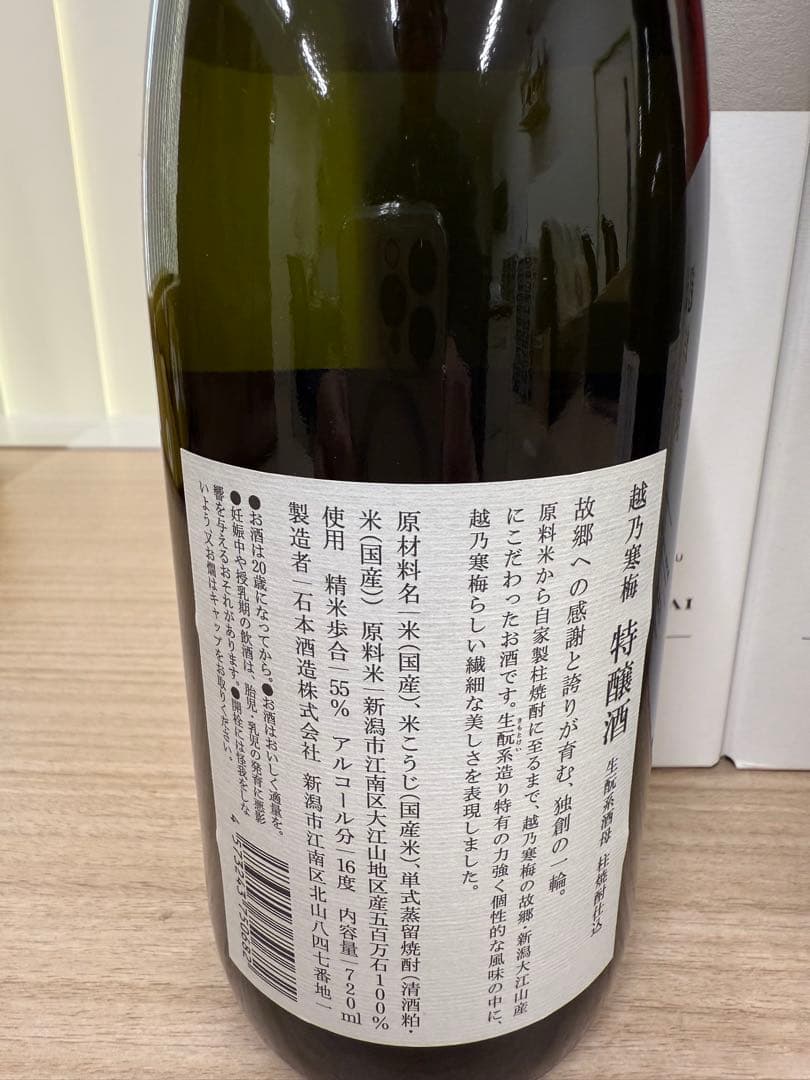 越乃寒梅 特醸酒 生酛系酒母 柱焼酎仕込
故郷への感謝と誇りが育む、独創の一輪。
原料米から自家製柱焼酎に至るまで、越乃寒梅の故郷・新潟大江山産
にこだわったお酒です。生酛系造り特有の力強く個性的な風味の中に、
きもとけい
越乃寒梅らしい繊細な美しさを表現しました。
原材料名|米(国産)、米こうじ(国産米)、単式蒸留焼酎(清酒粕・
米(国産)) 原料米|新潟市江南区大江山地区産五百万石100%
使用 精米歩合|55% アルコール分|16度 内容量|720ml
製造者|石本酒造株式会社 新潟市江南区北山八四七番地一
●お酒は20歳になってから。●お酒はおいしく適量を。
●妊娠中や授乳期の飲酒は、胎児・乳児の発育に悪影
響を与えるおそれがあります。●開栓には怪我をしな
いよう、又お燗はキャップをお取りください。
AI